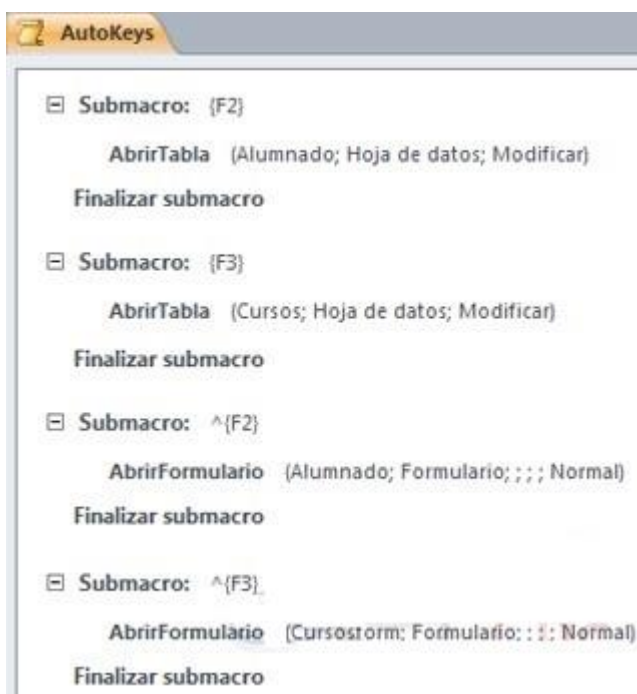 AutoKeys
Submacro: {F2}
AbrirTabla (Alumnado; Hoja de datos; Modificar)
Finalizar submacro
Submacro: {F3}
AbrirTabla (Cursos; Hoja de datos; Modificar)
Finalizar submacro
Submacro: ^{F2}
AbrirFormulario (Alumnado; Formulario; ; ; ; Normal)
Finalizar submacro
Submacro: ^{F3}
AbrirFormulario (Cursostorm; Formulario; ; ; ; Normal)
Finalizar submacro